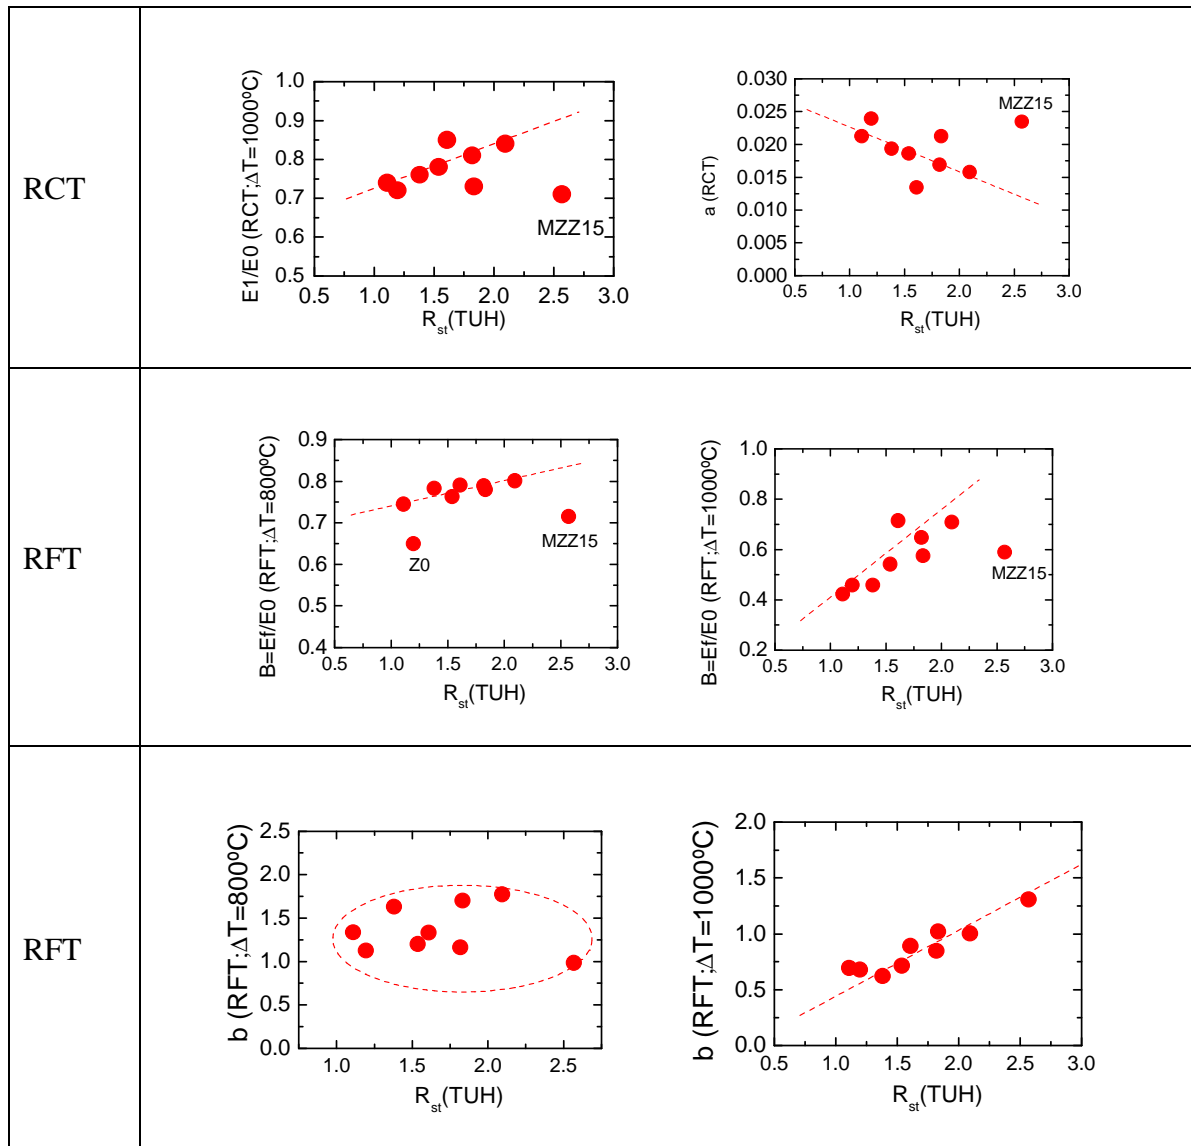 RCT
E1/E0 (RCT;ΔT=1000ºC)
1.0
0.9
0.8
0.7
0.6
0.5
MZZ15
0.5 1.0 1.5 2.0 2.5 3.0
R_st(TUH)
a (RCT)
0.030
0.025
0.020
0.015
0.010
0.005
0.000
MZZ15
0.5 1.0 1.5 2.0 2.5 3.0
R_st(TUH)
RFT
B=Ef/E0 (RFT;ΔT=800ºC)
0.9
0.8
0.7
0.6
0.5
0.4
Z0
MZZ15
0.5 1.0 1.5 2.0 2.5 3.0
R_st(TUH)
B=Ef/E0 (RFT;ΔT=1000ºC)
1.0
0.8
0.6
0.4
0.2
MZZ15
0.5 1.0 1.5 2.0 2.5 3.0
R_st(TUH)
RFT
b (RFT;ΔT=800ºC)
2.5
2.0
1.5
1.0
0.5
0.0
1.0 1.5 2.0 2.5
R_st(TUH)
b (RFT;ΔT=1000ºC)
2.0
1.5
1.0
0.5
0.0
0.5 1.0 1.5 2.0 2.5 3.0
R_st(TUH)